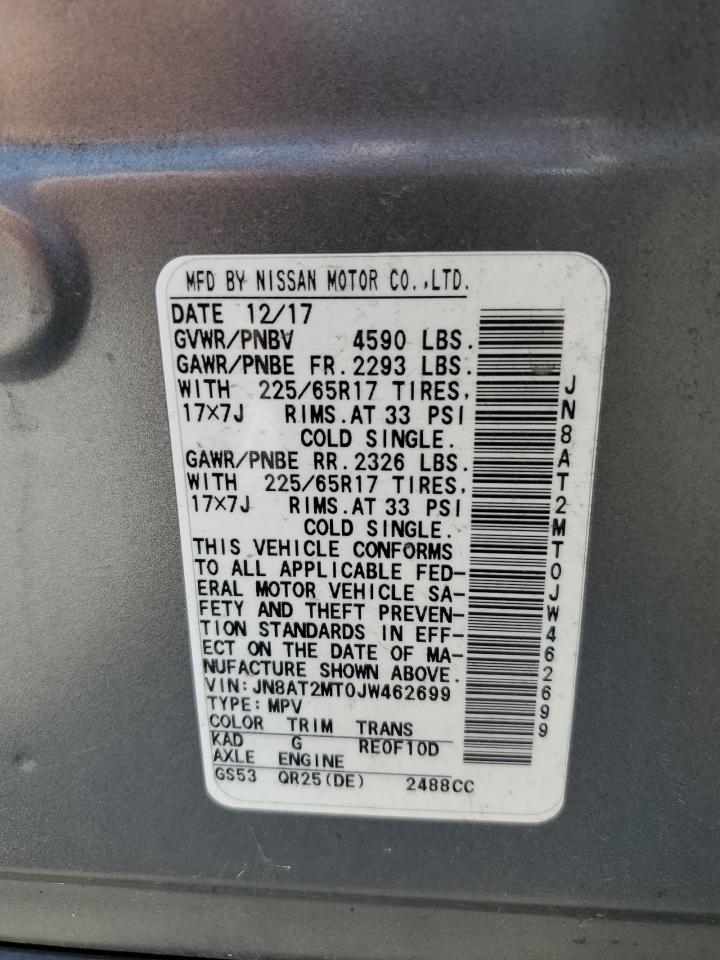 MFD BY NISSAN MOTOR CO.,LTD.
DATE 12/17
GVWR/PNBV 4590 LBS.
GAWR/PNBE FR. 2293 LBS.
WITH 225/65R17 TIRES,
17×7J RIMS. AT 33 PSI
COLD SINGLE.
GAWR/PNBE RR. 2326 LBS.
WITH 225/65R17 TIRES,
17×7J RIMS. AT 33 PSI
COLD SINGLE.
THIS VEHICLE CONFORMS
TO ALL APPLICABLE FED-
ERAL MOTOR VEHICLE SA-
FETY AND THEFT PREVEN-
TION STANDARDS IN EFF-
ECT ON THE DATE OF MA-
NUFACTURE SHOWN ABOVE.
VIN: JN8AT2MT0JW462699
TYPE: MPV
COLOR TRIM TRANS
KAD G RE0F10D
AXLE ENGINE
GS53 QR25(DE) 2488CC
JN8AT2MT0JW462699